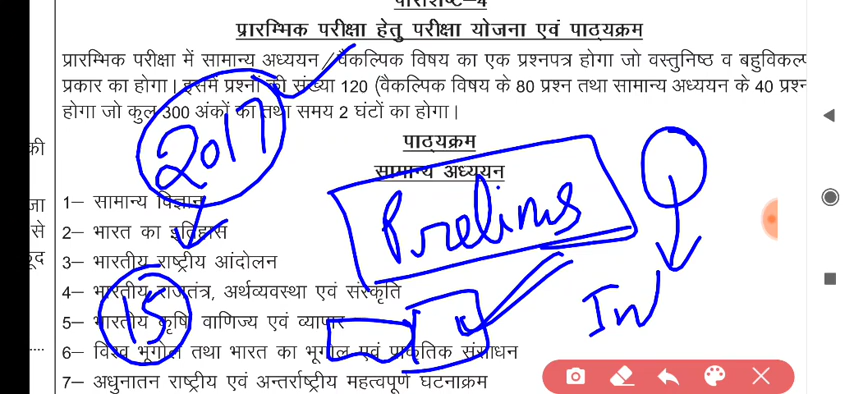 परिशिष्ट-4
प्रारम्भिक परीक्षा हेतु परीक्षा योजना एवं पाठ्यक्रम
प्रारम्भिक परीक्षा में सामान्य अध्ययन/वैकल्पिक विषय का एक प्रश्नपत्र होगा जो वस्तुनिष्ठ व बहुविकल्प
प्रकार का होगा। इसमें प्रश्नों की संख्या 120 (वैकल्पिक विषय के 80 प्रश्न तथा सामान्य अध्ययन के 40 प्रश्न
होगा जो कुल 300 अंकों का तथा समय 2 घंटों का होगा।
2017
पाठ्यक्रम
की
सामान्य अध्ययन
Prelims
1– सामान्य विज्ञान
जा
2– भारत का इतिहास
से
3– भारतीय राष्ट्रीय आंदोलन
दूद
4– भारतीय राजतंत्र, अर्थव्यवस्था एवं संस्कृति
15
Int
5– भारतीय कृषि, वाणिज्य एवं व्यापार
6– विश्व भूगोल तथा भारत का भूगोल एवं प्राकृतिक संसाधन
....
7– अधुनातन राष्ट्रीय एवं अन्तर्राष्ट्रीय महत्वपूर्ण घटनाक्रम